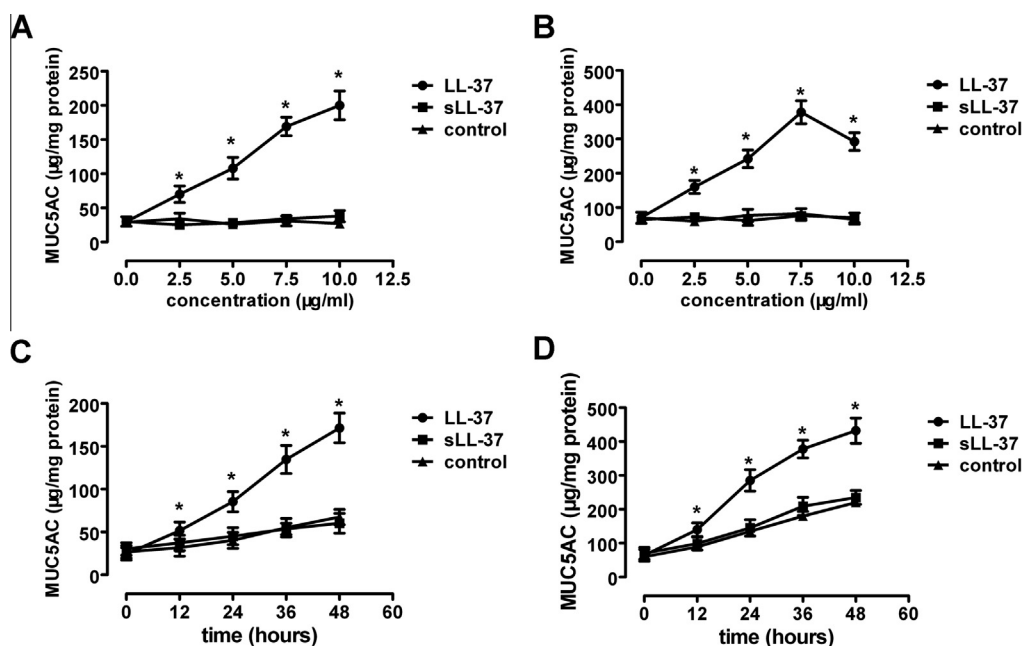 A
MUC5AC (µg/mg protein)
250
200
150
100
50
0
0.0 2.5 5.0 7.5 10.0 12.5
concentration (µg/ml)
* * * *
LL-37
sLL-37
control
B
MUC5AC (µg/mg protein)
500
400
300
200
100
0
0.0 2.5 5.0 7.5 10.0 12.5
concentration (µg/ml)
* * * *
LL-37
sLL-37
control
C
MUC5AC (µg/mg protein)
200
150
100
50
0
0 12 24 36 48 60
time (hours)
* * * *
LL-37
sLL-37
control
D
MUC5AC (µg/mg protein)
500
400
300
200
100
0
0 12 24 36 48 60
time (hours)
* * * *
LL-37
sLL-37
control